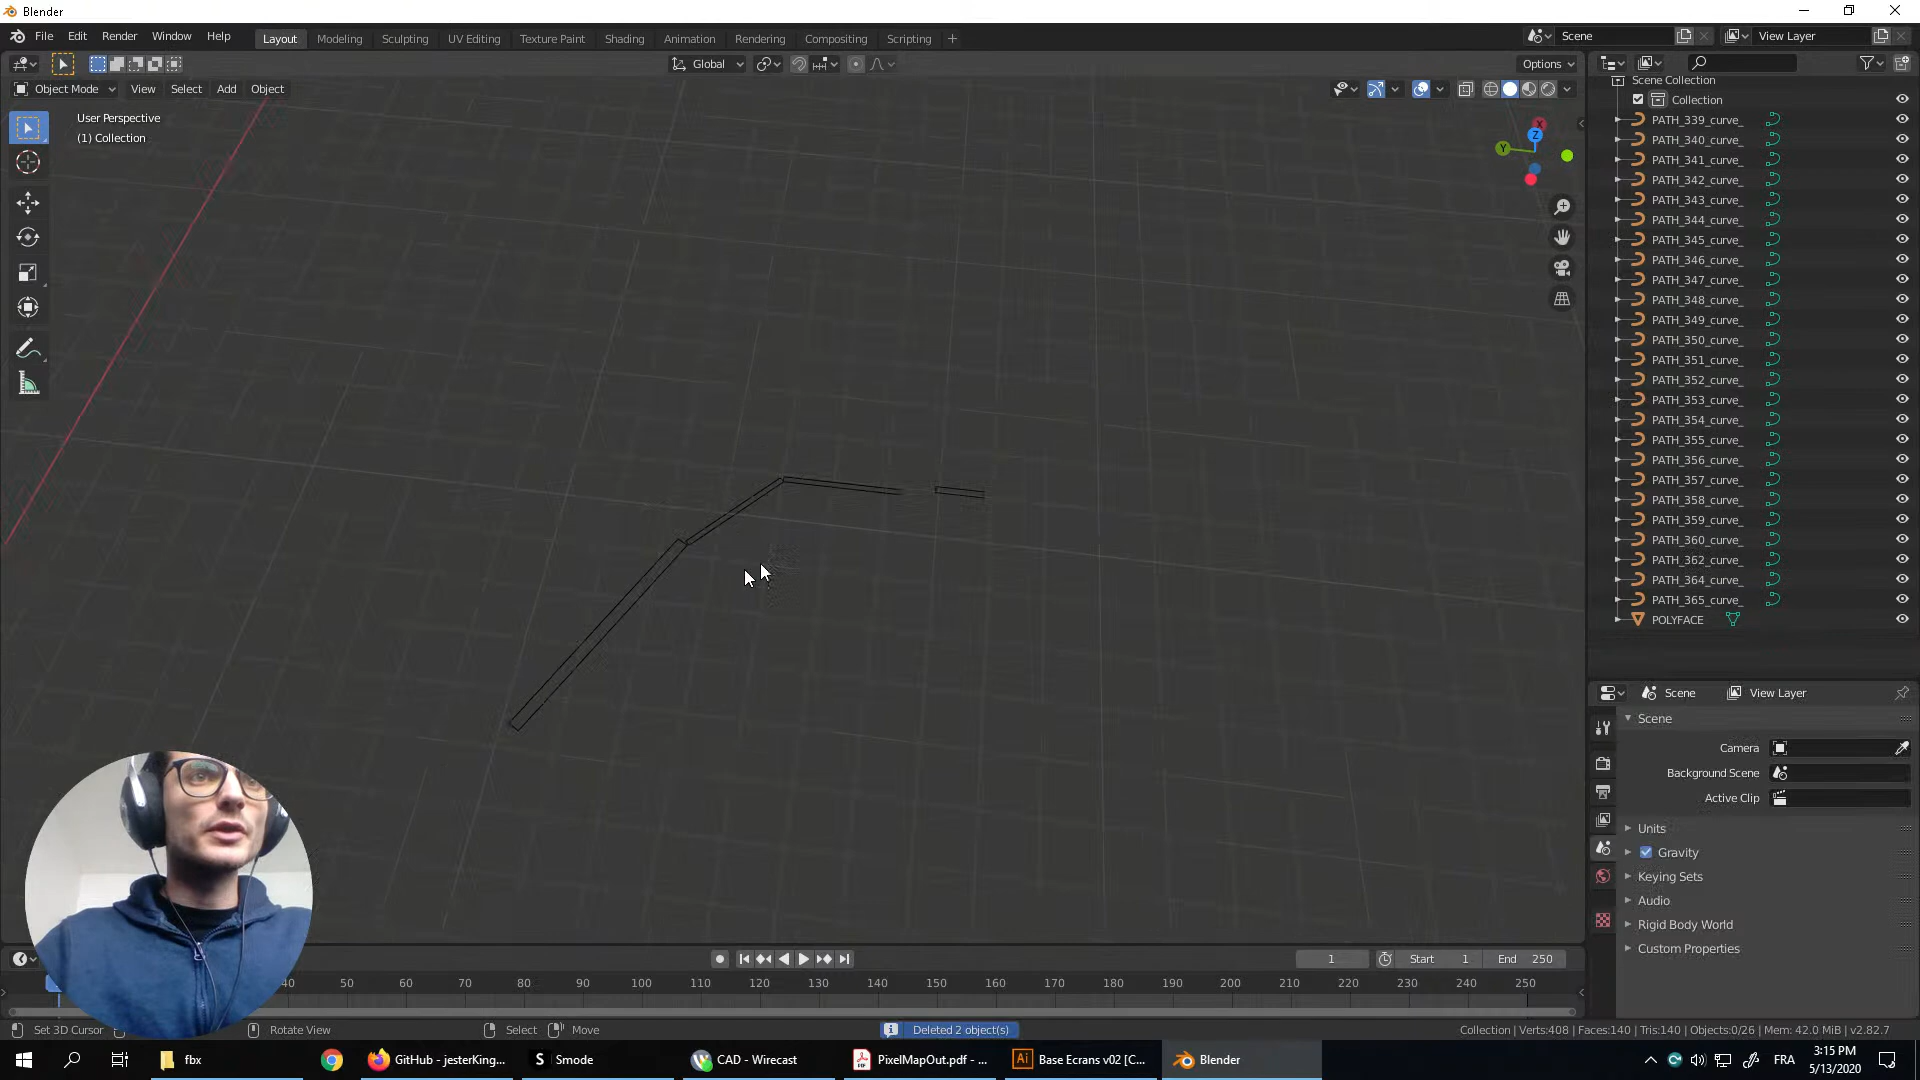 Blender
File Edit Render Window Help
Layout Modeling Sculpting UV Editing Texture Paint Shading Animation Rendering Compositing Scripting
Scene
View Layer
Global
Options
Object Mode View Select Add Object
User Perspective
(1) Collection
X
Z
Y
Scene Collection
Collection
PATH_339_curve_
PATH_340_curve_
PATH_341_curve_
PATH_342_curve_
PATH_343_curve_
PATH_344_curve_
PATH_345_curve_
PATH_346_curve_
PATH_347_curve_
PATH_348_curve_
PATH_349_curve_
PATH_350_curve_
PATH_351_curve_
PATH_352_curve_
PATH_353_curve_
PATH_354_curve_
PATH_355_curve_
PATH_356_curve_
PATH_357_curve_
PATH_358_curve_
PATH_359_curve_
PATH_360_curve_
PATH_362_curve_
PATH_364_curve_
PATH_365_curve_
POLYFACE
Scene View Layer
Scene
Camera
Background Scene
Active Clip
Units
Gravity
Keying Sets
Audio
Rigid Body World
Custom Properties
1 Start 1 End 250
40 50 60 70 80 90 100 110 120 130 140 150 160 170 180 190 200 210 220 230 240 250
Set 3D Cursor Rotate View Select Move
Deleted 2 object(s)
Collection | Verts:408 | Faces:140 | Tris:140 | Objects:0/26 | Mem: 42.0 MiB | v2.82.7
fbx
GitHub - jesterKing...
Smode
CAD - Wirecast
PixelMapOut.pdf - ...
Base Ecrans v02 [C...
Blender
FRA
3:15 PM
5/13/2020